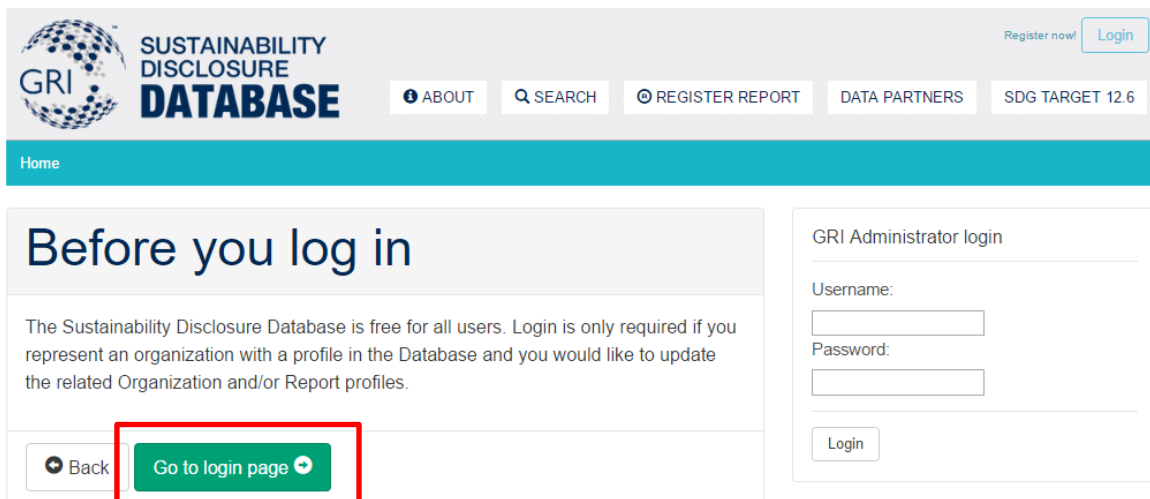 Register now! Login
GRI
SUSTAINABILITY
DISCLOSURE
DATABASE
ABOUT SEARCH REGISTER REPORT DATA PARTNERS SDG TARGET 12.6
Home
Before you log in
The Sustainability Disclosure Database is free for all users. Login is only required if you
represent an organization with a profile in the Database and you would like to update
the related Organization and/or Report profiles.
Back Go to login page
GRI Administrator login
Username:
Password:
Login